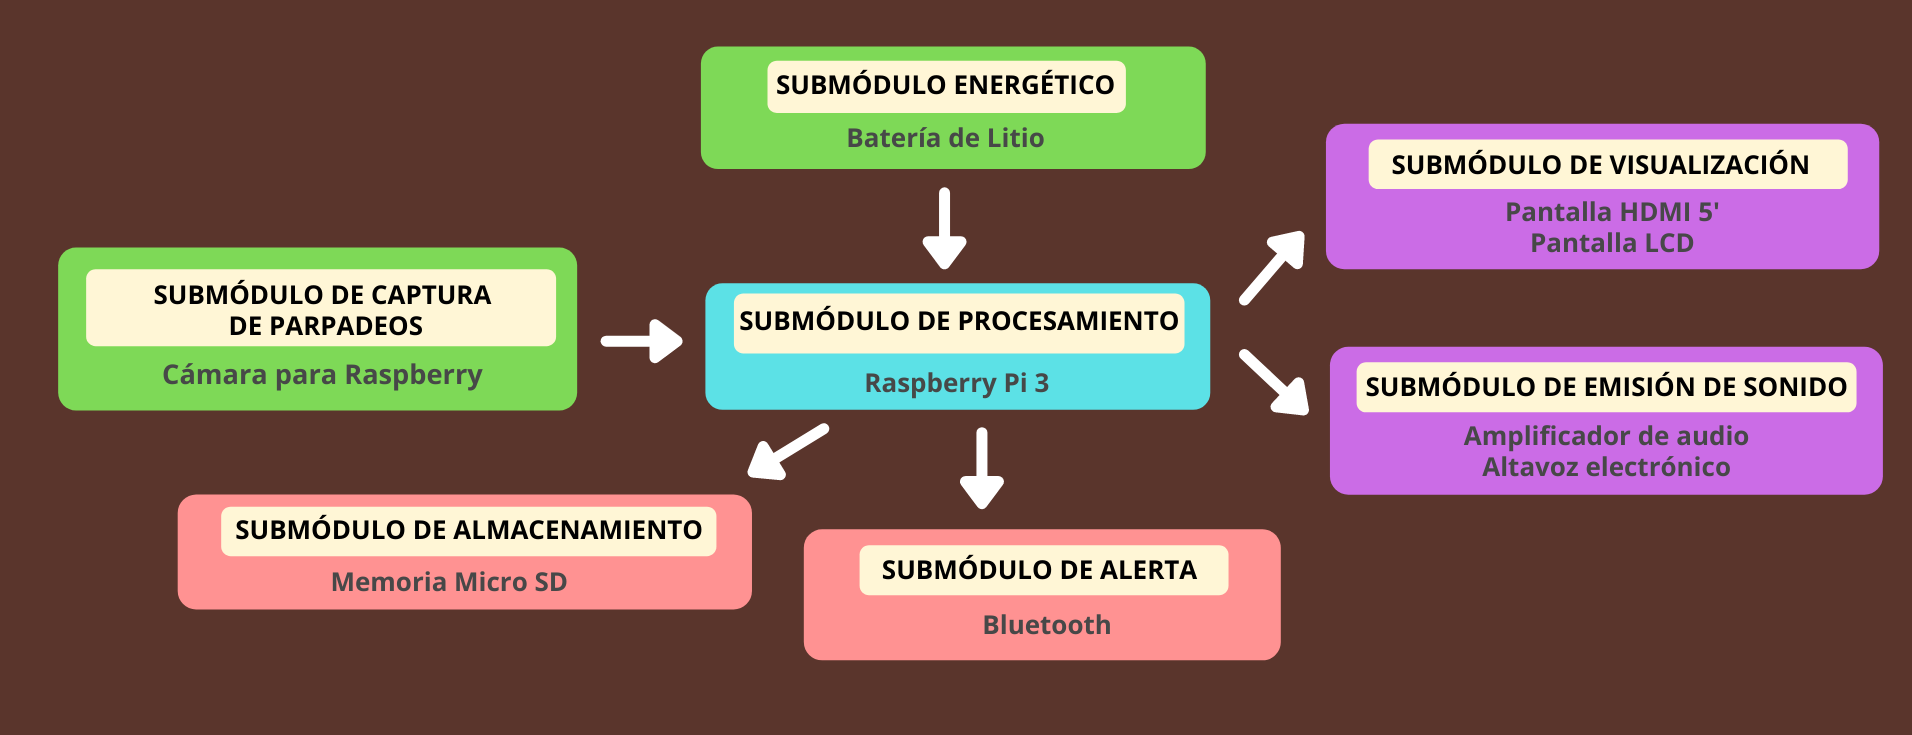 SUBMÓDULO ENERGÉTICO
Batería de Litio
SUBMÓDULO DE VISUALIZACIÓN
Pantalla HDMI 5'
Pantalla LCD
SUBMÓDULO DE CAPTURA
DE PARPADEOS
Cámara para Raspberry
SUBMÓDULO DE PROCESAMIENTO
Raspberry Pi 3
SUBMÓDULO DE EMISIÓN DE SONIDO
Amplificador de audio
Altavoz electrónico
SUBMÓDULO DE ALMACENAMIENTO
Memoria Micro SD
SUBMÓDULO DE ALERTA
Bluetooth